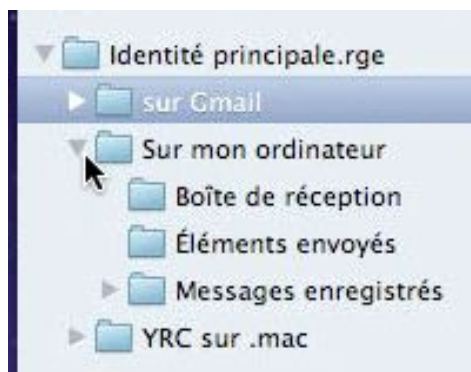 Identité principale.rge
sur Gmail
Sur mon ordinateur
Boîte de réception
Éléments envoyés
Messages enregistrés
YRC sur .mac